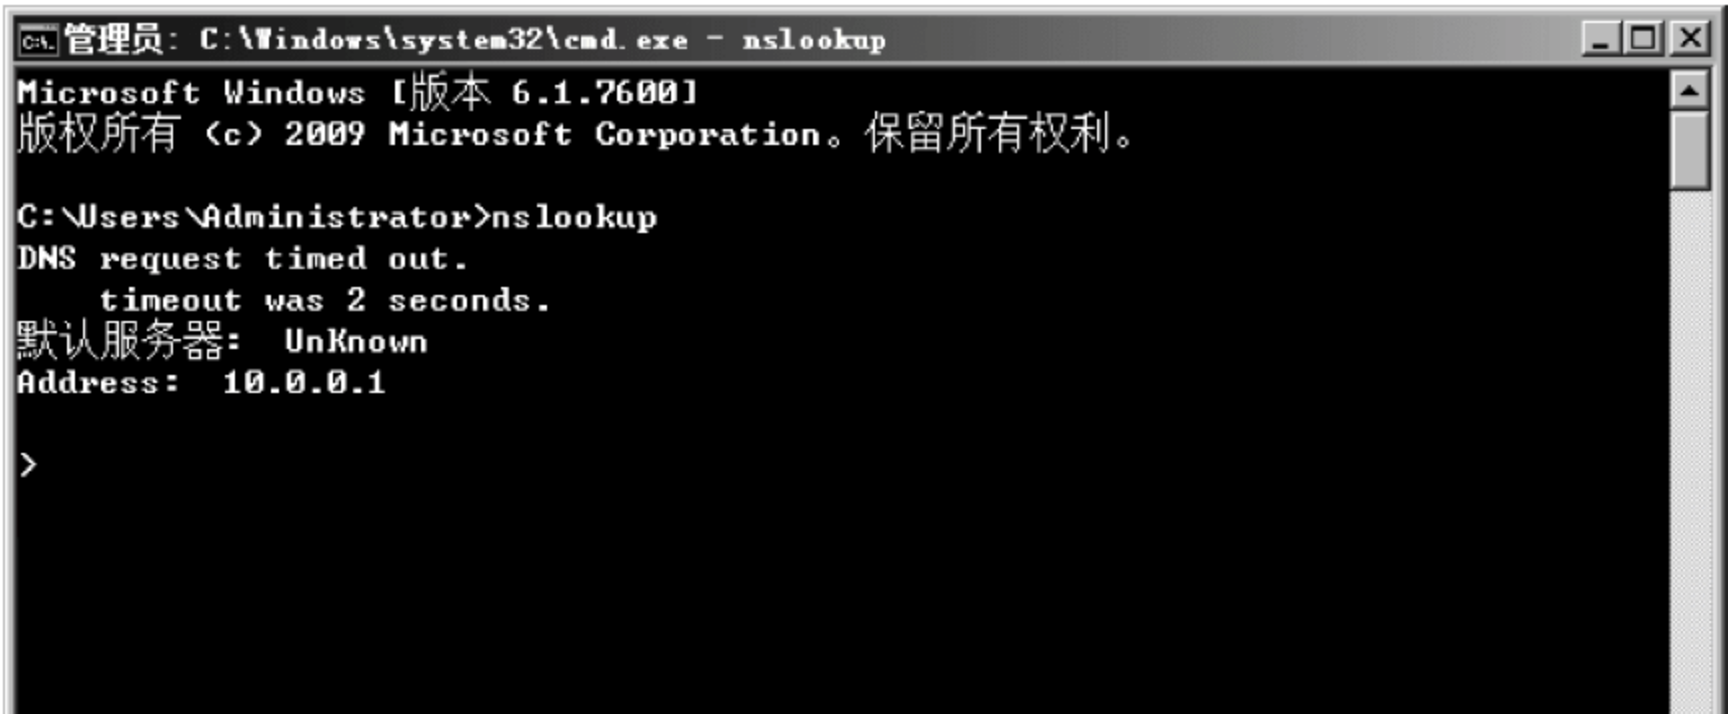 管理员: C:\Windows\system32\cmd.exe - nslookup
Microsoft Windows [版本 6.1.7600]
版权所有 (c) 2009 Microsoft Corporation。保留所有权利。
C:\Users\Administrator>nslookup
DNS request timed out.
    timeout was 2 seconds.
默认服务器:  UnKnown
Address:  10.0.0.1
>